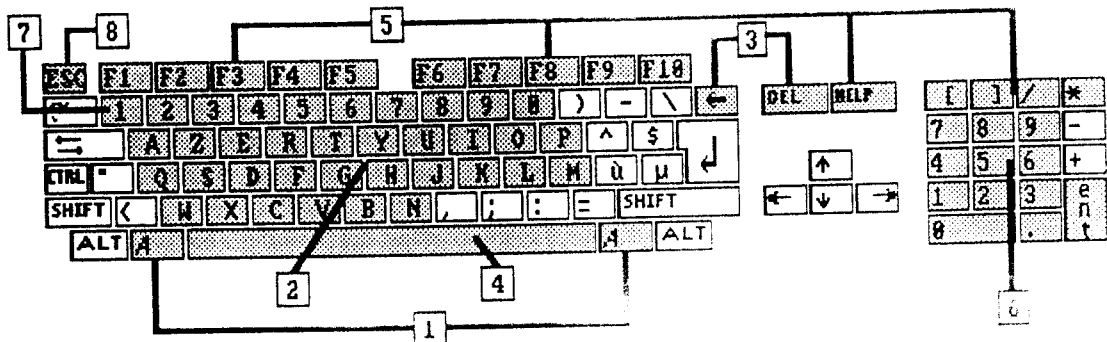 7 8 5 3
ESC F1 F2 F3 F4 F5 F6 F7 F8 F9 F10
1 2 3 4 5 6 7 8 9 0 ) - \ ← DEL HELP [ ] / *
A Z E R T Y U I O P ^ $ 7 8 9 -
CTRL Q S D F G H J K L M ù µ ↑ 4 5 6 +
SHIFT < W X C V B N , ; : = SHIFT ← ↓ → 1 2 3 ent
ALT A A ALT 0 .
2 4 6
1